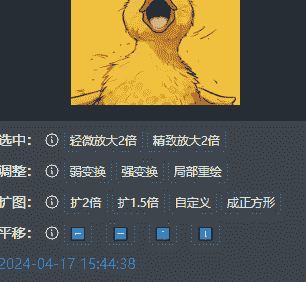 选中： 轻微放大2倍 精致放大2倍
调整： 弱变换 强变换 局部重绘
扩图： 扩2倍 扩1.5倍 自定义 成正方形
平移：
2024-04-17 15:44:38